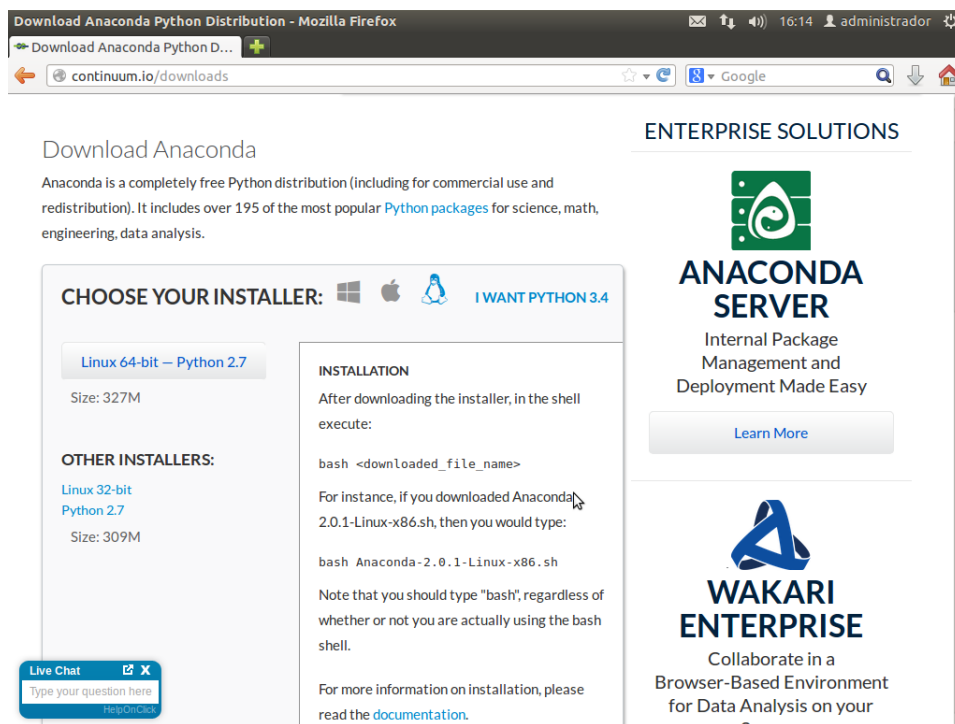 Download Anaconda Python Distribution - Mozilla Firefox
16:14 administrador
Download Anaconda Python D...
continuum.io/downloads
Google
Download Anaconda
Anaconda is a completely free Python distribution (including for commercial use and
redistribution). It includes over 195 of the most popular Python packages for science, math,
engineering, data analysis.
CHOOSE YOUR INSTALLER:
I WANT PYTHON 3.4
Linux 64-bit — Python 2.7
Size: 327M
OTHER INSTALLERS:
Linux 32-bit
Python 2.7
Size: 309M
INSTALLATION
After downloading the installer, in the shell
execute:
bash <downloaded_file_name>
For instance, if you downloaded Anaconda-
2.0.1-Linux-x86.sh, then you would type:
bash Anaconda-2.0.1-Linux-x86.sh
Note that you should type "bash", regardless of
whether or not you are actually using the bash
shell.
For more information on installation, please
read the documentation.
ENTERPRISE SOLUTIONS
ANACONDA
SERVER
Internal Package
Management and
Deployment Made Easy
Learn More
WAKARI
ENTERPRISE
Collaborate in a
Browser-Based Environment
for Data Analysis on your
Live Chat
Type your question here
HelpOnClick